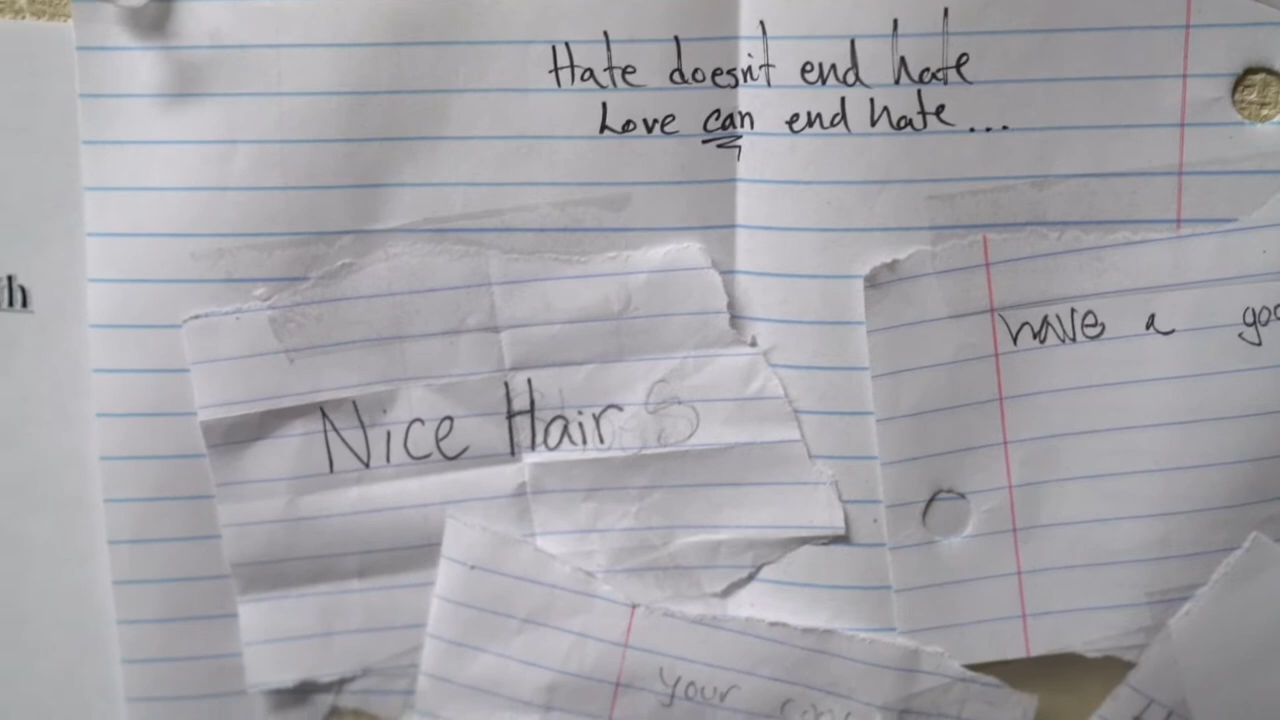 Hate doesn't end hate
Love can end hate...
h
have a
Nice Hair
your